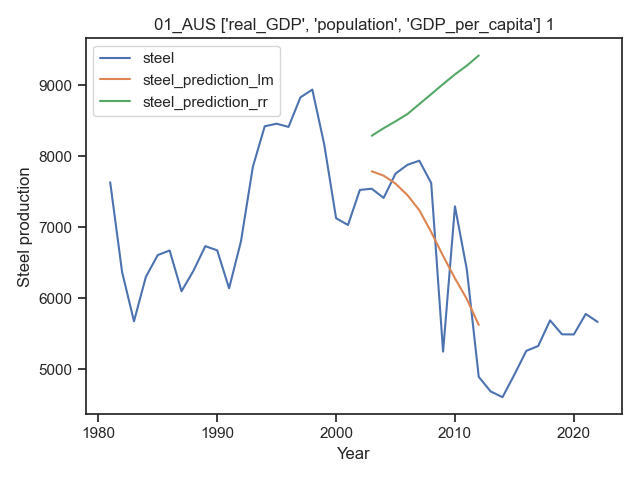 01_AUS ['real_GDP', 'population', 'GDP_per_capita'] 1
steel
steel_prediction_lm
steel_prediction_rr
9000
8000
7000
6000
5000
Steel production
1980
1990
2000
2010
2020
Year